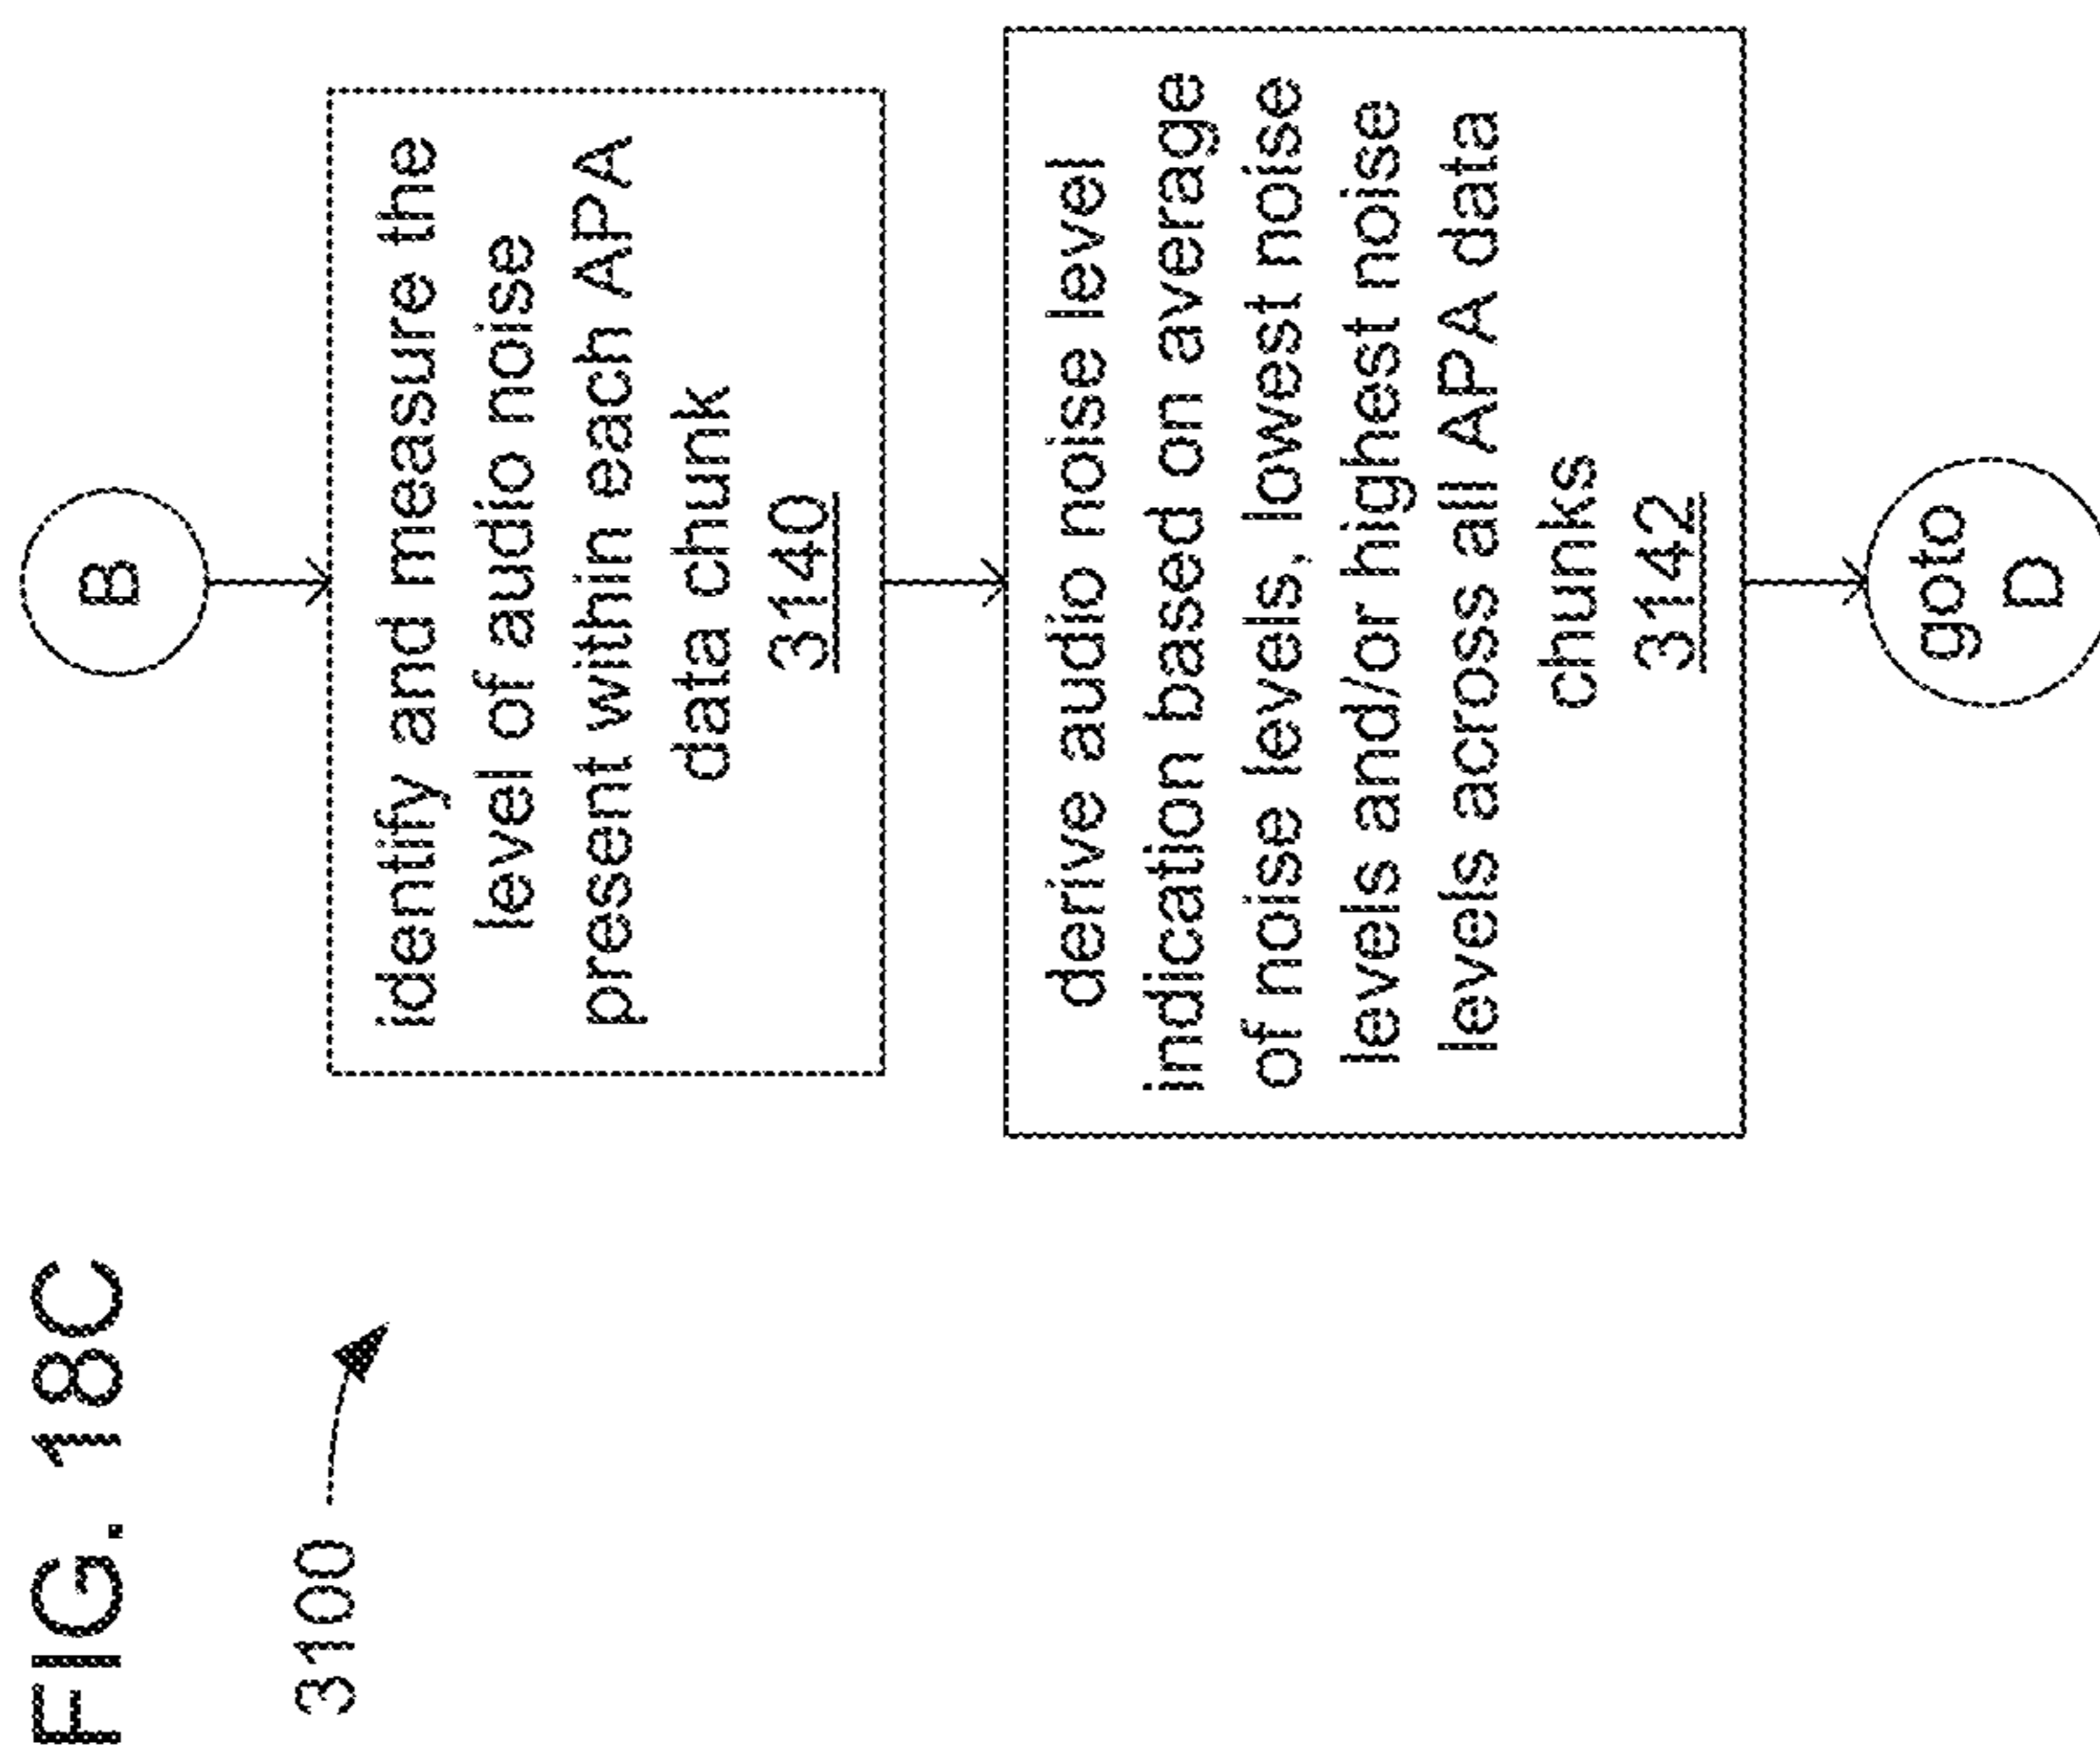 FIG. 18C
3100
B
identify and measure the
level of audio noise
present within each APA
data chunk
3140
derive audio noise level
indication based on average
of noise levels, lowest noise
levels and/or highest noise
levels across all APA data
chunks
3142
goto
D